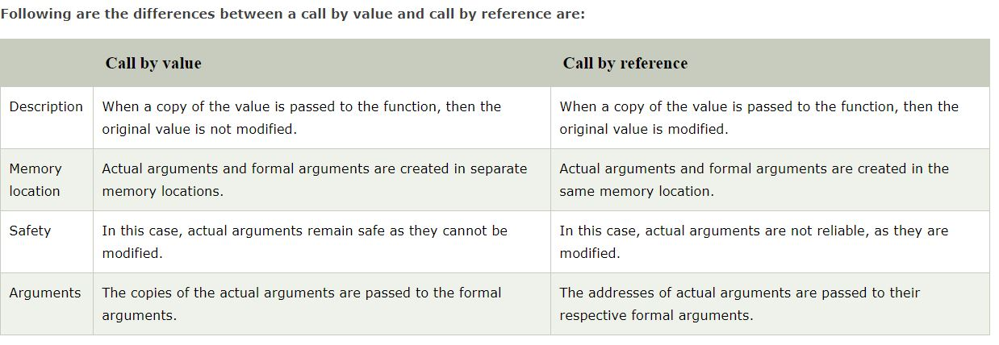 Following are the differences between a call by value and call by reference are:
Call by value
Call by reference
Description
When a copy of the value is passed to the function, then the
original value is not modified.
When a copy of the value is passed to the function, then the
original value is modified.
Memory
location
Actual arguments and formal arguments are created in separate
memory locations.
Actual arguments and formal arguments are created in the
same memory location.
Safety
In this case, actual arguments remain safe as they cannot be
modified.
In this case, actual arguments are not reliable, as they are
modified.
Arguments
The copies of the actual arguments are passed to the formal
arguments.
The addresses of actual arguments are passed to their
respective formal arguments.